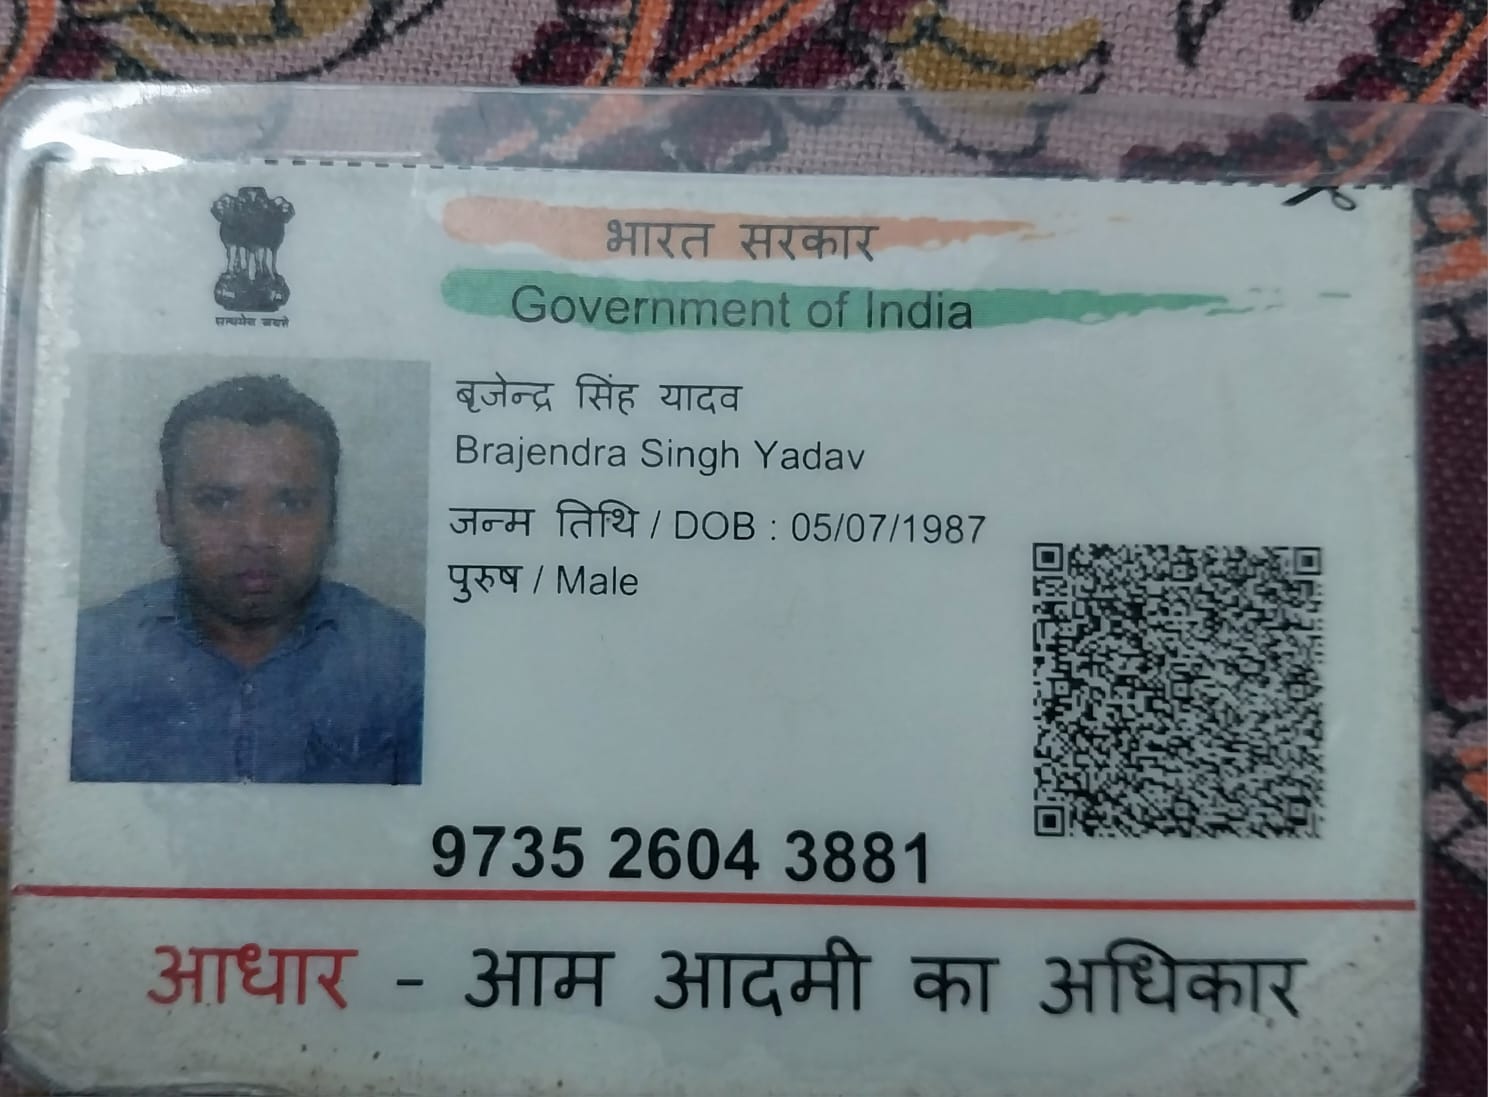 भारत सरकार
Government of India
सत्यमेव जयते
बृजेन्द्र सिंह यादव
Brajendra Singh Yadav
जन्म तिथि / DOB : 05/07/1987
पुरुष / Male
9735 2604 3881
आधार - आम आदमी का अधिकार